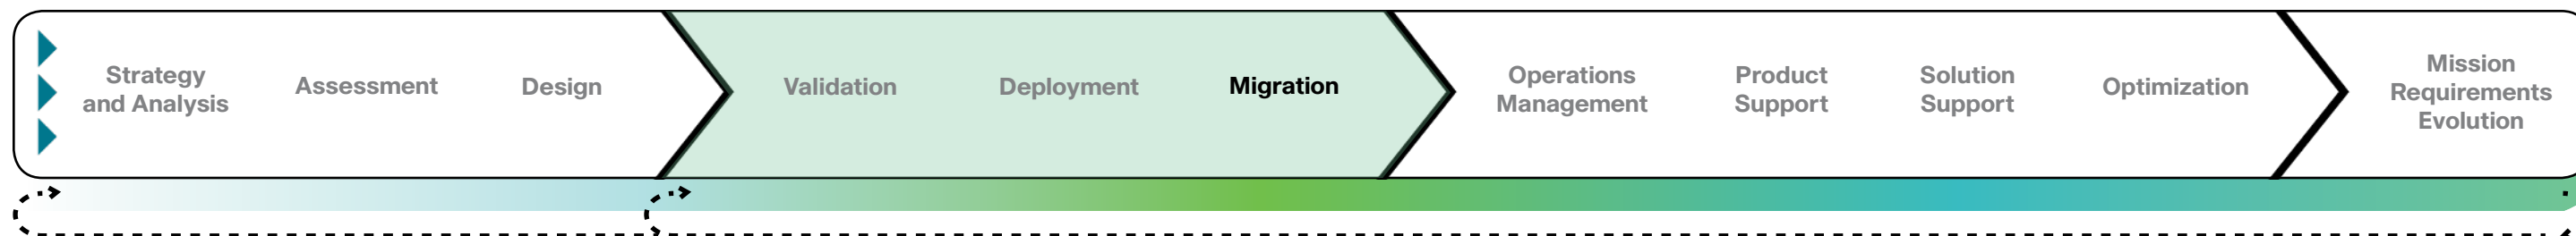 Strategy
and Analysis
Assessment
Design
Validation
Deployment
Migration
Operations
Management
Product
Support
Solution
Support
Optimization
Mission
Requirements
Evolution